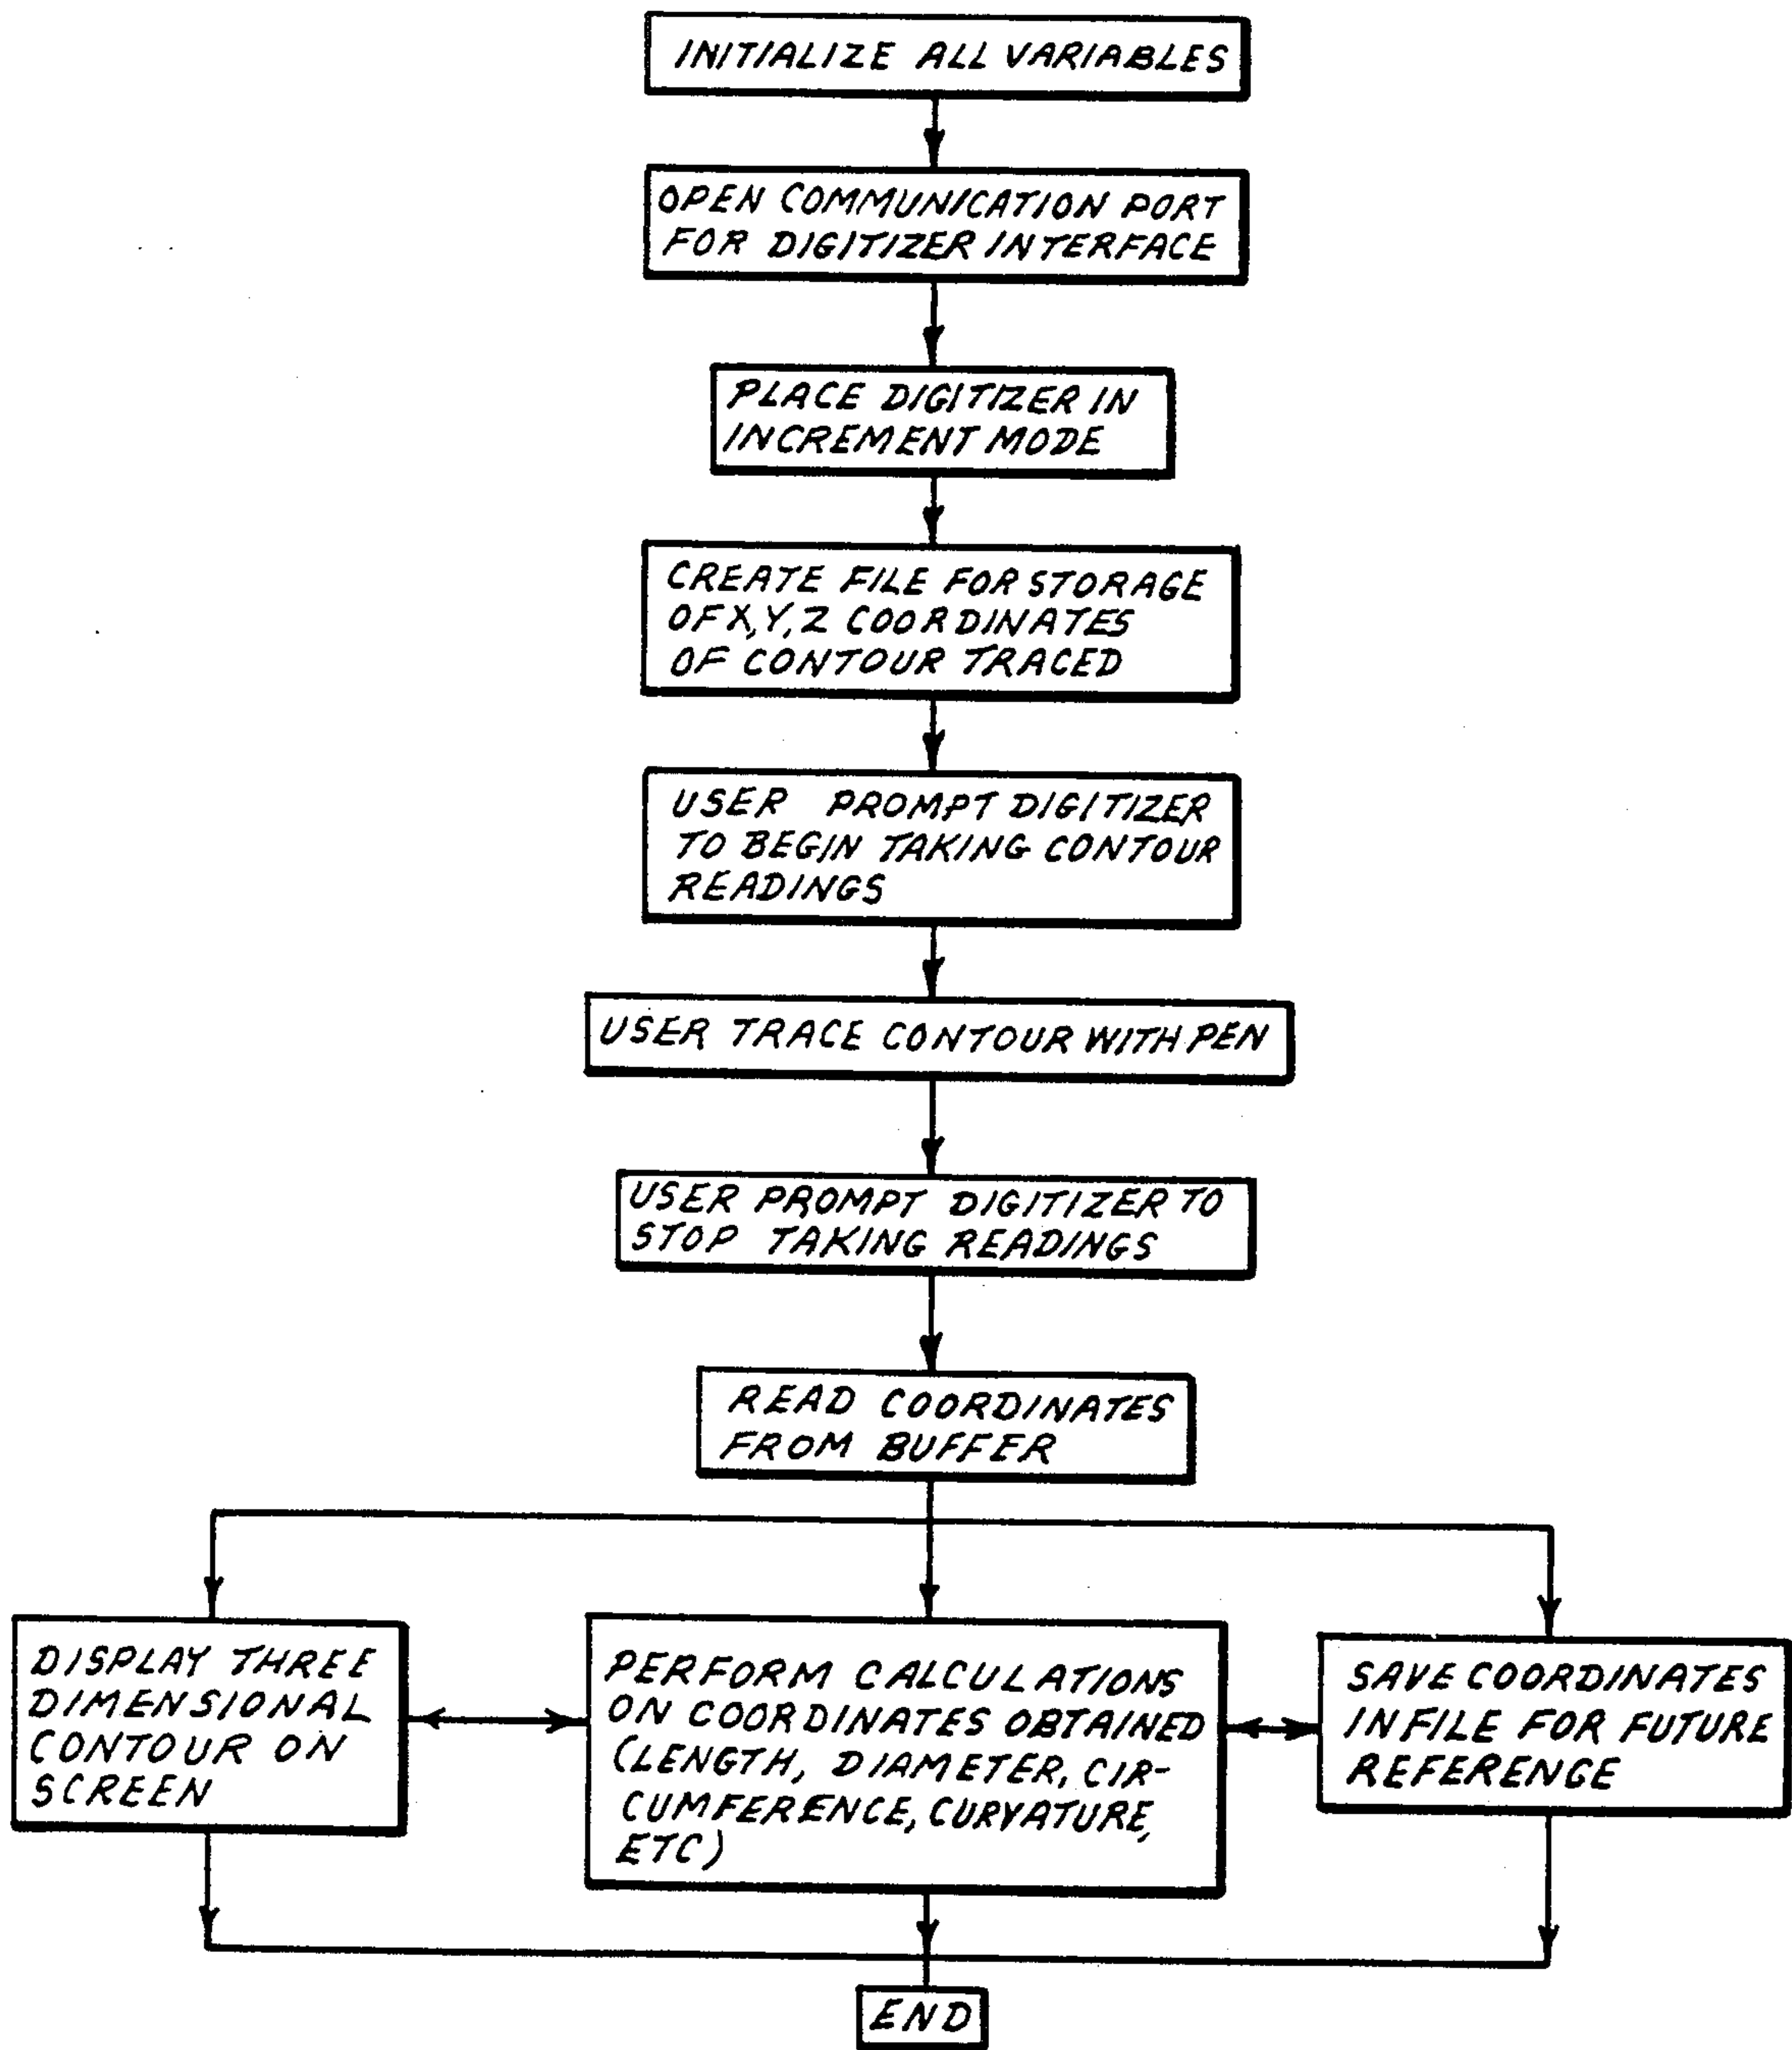 INITIALIZE ALL VARIABLES
OPEN COMMUNICATION PORT
FOR DIGITIZER INTERFACE
PLACE DIGITIZER IN
INCREMENT MODE
CREATE FILE FOR STORAGE
OF X, Y, Z COORDINATES
OF CONTOUR TRACED
USER PROMPT DIGITIZER
TO BEGIN TAKING CONTOUR
READINGS
USER TRACE CONTOUR WITH PEN
USER PROMPT DIGITIZER TO
STOP TAKING READINGS
READ COORDINATES
FROM BUFFER
DISPLAY THREE
DIMENSIONAL
CONTOUR ON
SCREEN
PERFORM CALCULATIONS
ON COORDINATES OBTAINED
(LENGTH, DIAMETER, CIR-
CUMFERENCE, CURVATURE,
ETC)
SAVE COORDINATES
IN FILE FOR FUTURE
REFERENCE
END